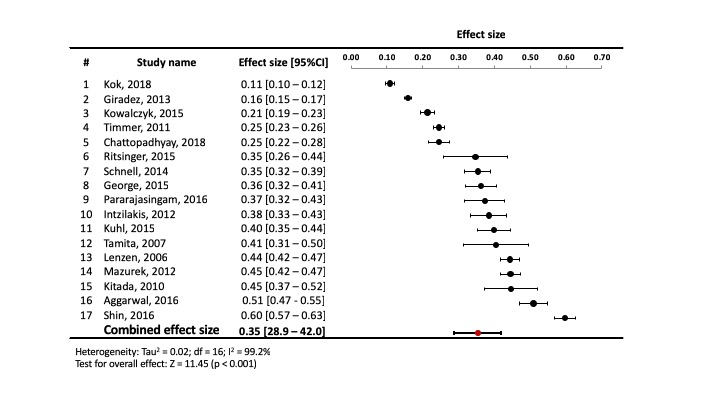 Effect size
# Study name Effect size [95%CI] 0.00 0.10 0.20 0.30 0.40 0.50 0.60 0.70
1 Kok, 2018 0.11 [0.10 – 0.12]
2 Giradez, 2013 0.16 [0.15 – 0.17]
3 Kowalczyk, 2015 0.21 [0.19 – 0.23]
4 Timmer, 2011 0.25 [0.23 – 0.26]
5 Chattopadhyay, 2018 0.25 [0.22 – 0.28]
6 Ritsinger, 2015 0.35 [0.26 – 0.44]
7 Schnell, 2014 0.35 [0.32 – 0.39]
8 George, 2015 0.36 [0.32 – 0.41]
9 Pararajasingam, 2016 0.37 [0.32 – 0.43]
10 Intzilakis, 2012 0.38 [0.33 – 0.43]
11 Kuhl, 2015 0.40 [0.35 – 0.44]
12 Tamita, 2007 0.41 [0.31 – 0.50]
13 Lenzen, 2006 0.44 [0.42 – 0.47]
14 Mazurek, 2012 0.45 [0.42 – 0.47]
15 Kitada, 2010 0.45 [0.37 – 0.52]
16 Aggarwal, 2016 0.51 [0.47 - 0.55]
17 Shin, 2016 0.60 [0.57 – 0.63]
Combined effect size 0.35 [28.9 – 42.0]
Heterogeneity: Tau² = 0.02; df = 16; I² = 99.2%
Test for overall effect: Z = 11.45 (p < 0.001)